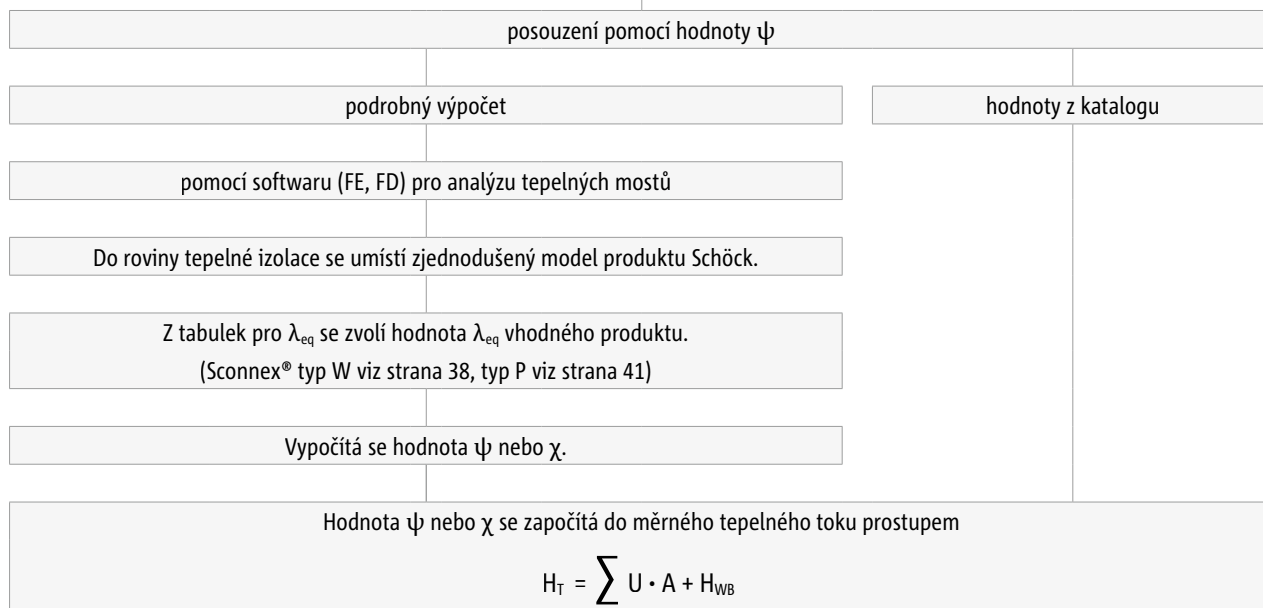 posouzení pomocí hodnoty ψ
podrobný výpočet
hodnoty z katalogu
pomocí softwaru (FE, FD) pro analýzu tepelných mostů
Do roviny tepelné izolace se umístí zjednodušený model produktu Schöck.
Z tabulek pro λeq se zvolí hodnota λeq vhodného produktu.
(Sconnex® typ W viz strana 38, typ P viz strana 41)
Vypočítá se hodnota ψ nebo χ.
Hodnota ψ nebo χ se započítá do měrného tepelného toku prostupem
HT = ∑ U • A + HWB